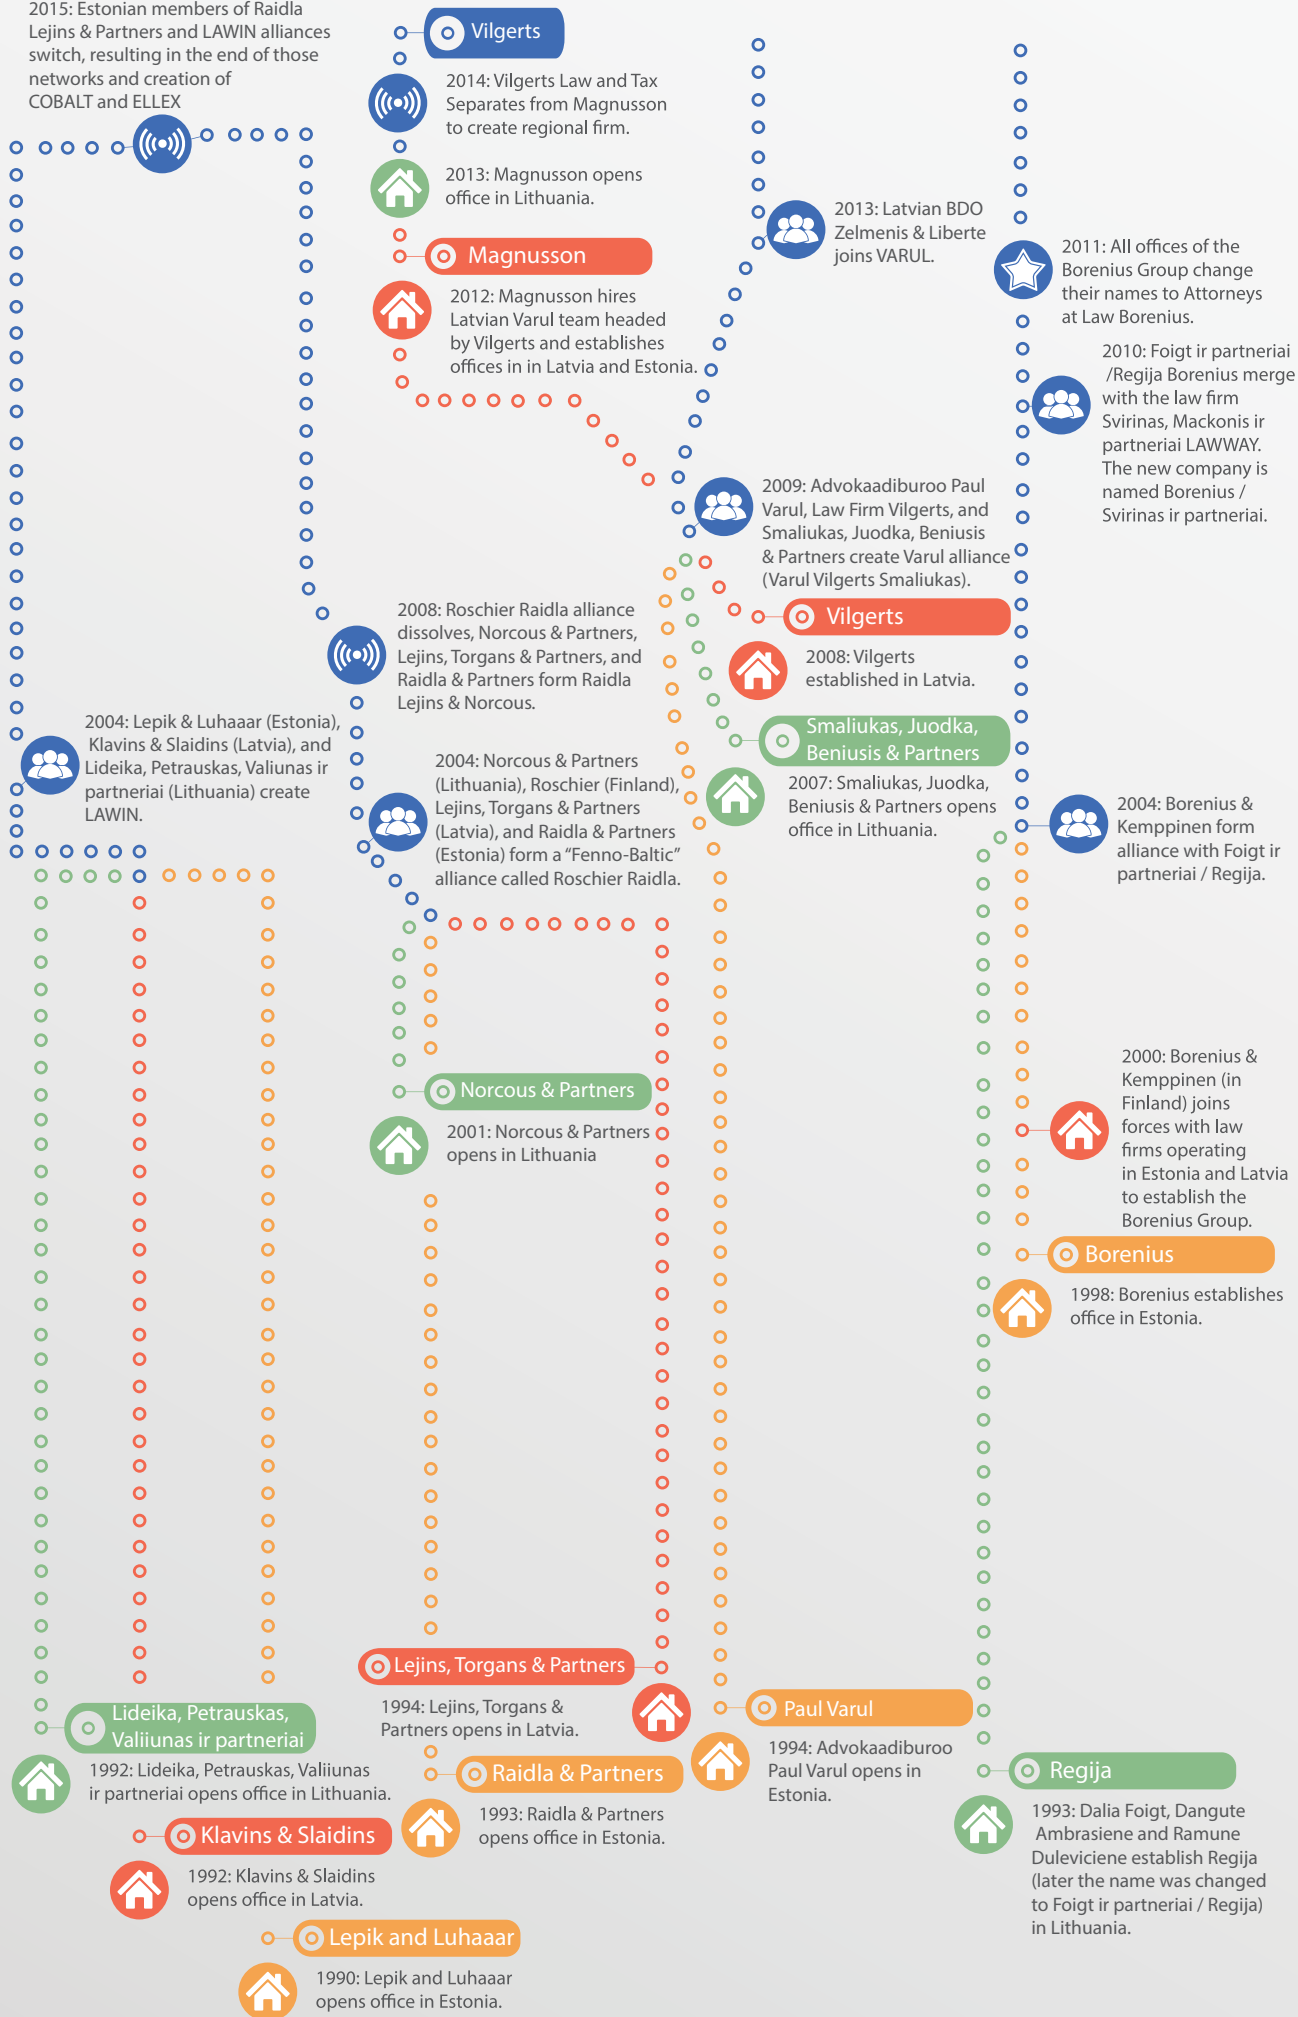 2015: Estonian members of Raidla
Lejins & Partners and LAWIN alliances
switch, resulting in the end of those
networks and creation of
COBALT and ELLEX
Vilgerts
2014: Vilgerts Law and Tax
Separates from Magnusson
to create regional firm.
2013: Magnusson opens
office in Lithuania.
Magnusson
2012: Magnusson hires
Latvian Varul team headed
by Vilgerts and establishes
offices in in Latvia and Estonia.
2013: Latvian BDO
Zelmenis & Liberte
joins VARUL.
2011: All offices of the
Borenius Group change
their names to Attorneys
at Law Borenius.
2010: Foigt ir partneriai
/Regija Borenius merge
with the law firm
Svirinas, Mackonis ir
partneriai LAWWAY.
The new company is
named Borenius /
Svirinas ir partneriai.
2009: Advokaadiburoo Paul
Varul, Law Firm Vilgerts, and
Smaliukas, Juodka, Beniusis
& Partners create Varul alliance
(Varul Vilgerts Smaliukas).
Vilgerts
2008: Vilgerts
established in Latvia.
2008: Roschier Raidla alliance
dissolves, Norcous & Partners,
Lejins, Torgans & Partners, and
Raidla & Partners form Raidla
Lejins & Norcous.
Smaliukas, Juodka,
Beniusis & Partners
2007: Smaliukas, Juodka,
Beniusis & Partners opens
office in Lithuania.
2004: Lepik & Luhaaar (Estonia),
Klavins & Slaidins (Latvia), and
Lideika, Petrauskas, Valiunas ir
partneriai (Lithuania) create
LAWIN.
2004: Norcous & Partners
(Lithuania), Roschier (Finland),
Lejins, Torgans & Partners
(Latvia), and Raidla & Partners
(Estonia) form a “Fenno-Baltic”
alliance called Roschier Raidla.
2004: Borenius &
Kemppinen form
alliance with Foigt ir
partneriai / Regija.
Norcous & Partners
2001: Norcous & Partners
opens in Lithuania
2000: Borenius &
Kemppinen (in
Finland) joins
forces with law
firms operating
in Estonia and Latvia
to establish the
Borenius Group.
Borenius
1998: Borenius establishes
office in Estonia.
Lejins, Torgans & Partners
1994: Lejins, Torgans &
Partners opens in Latvia.
Paul Varul
1994: Advokaadiburoo
Paul Varul opens in
Estonia.
Lideika, Petrauskas,
Valiiunas ir partneriai
1992: Lideika, Petrauskas, Valiiunas
ir partneriai opens office in Lithuania.
Raidla & Partners
1993: Raidla & Partners
opens office in Estonia.
Regija
1993: Dalia Foigt, Dangute
Ambrasiene and Ramune
Duleviciene establish Regija
(later the name was changed
to Foigt ir partneriai / Regija)
in Lithuania.
Klavins & Slaidins
1992: Klavins & Slaidins
opens office in Latvia.
Lepik and Luhaaar
1990: Lepik and Luhaaar
opens office in Estonia.